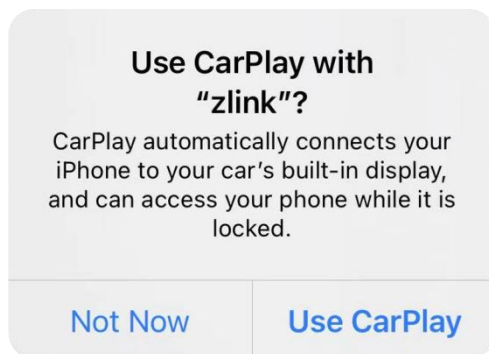 Use CarPlay with
“zlink”?
CarPlay automatically connects your
iPhone to your car’s built-in display,
and can access your phone while it is
locked.
Not Now
Use CarPlay